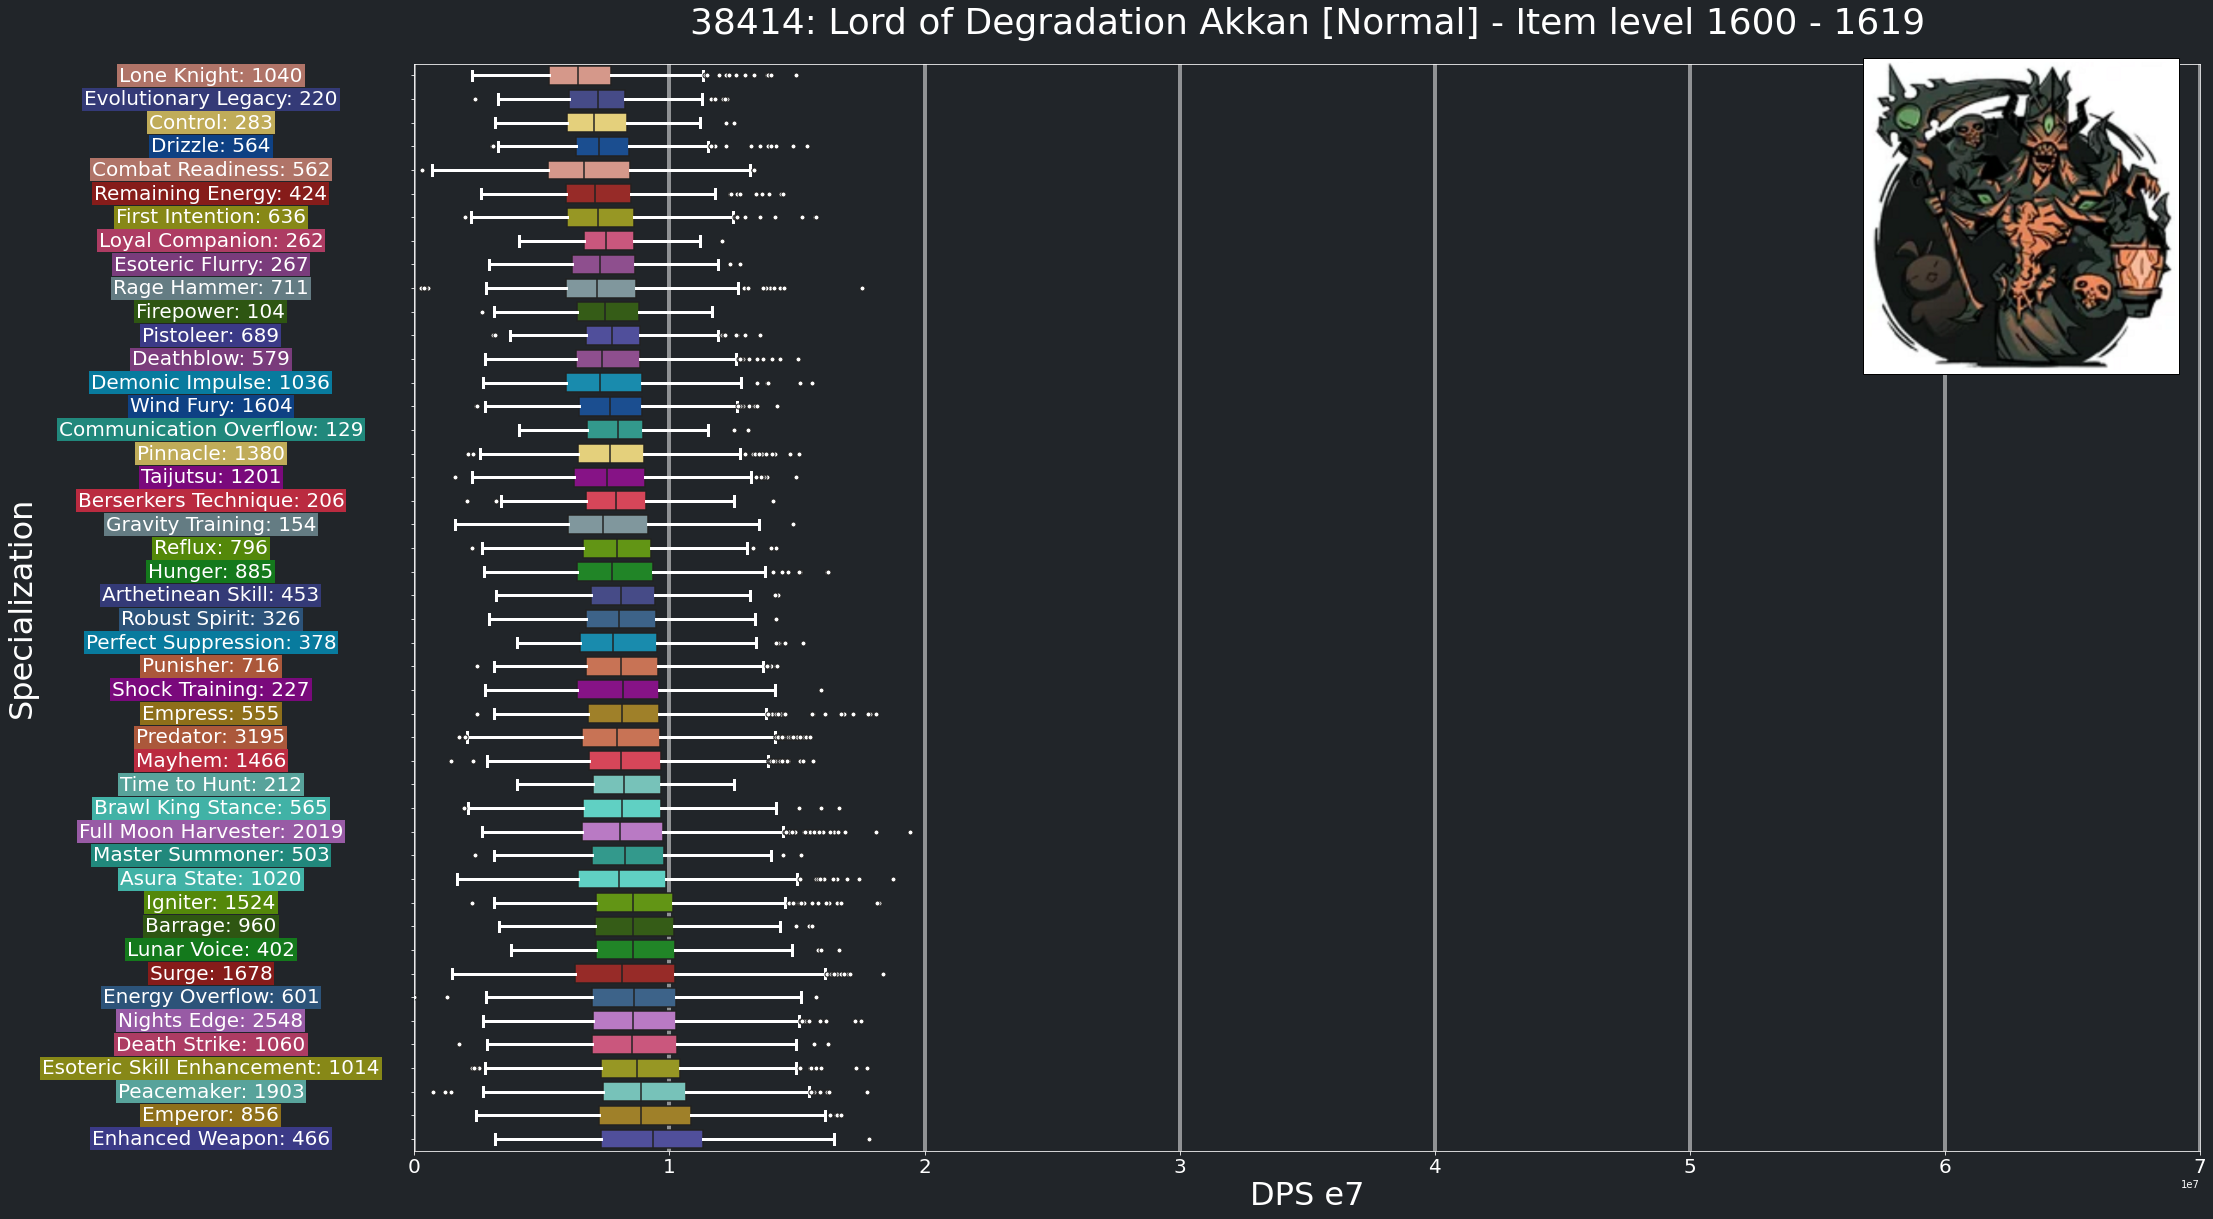 38414: Lord of Degradation Akkan [Normal] - Item level 1600 - 1619
Specialization
Lone Knight: 1040
Evolutionary Legacy: 220
Control: 283
Drizzle: 564
Combat Readiness: 562
Remaining Energy: 424
First Intention: 636
Loyal Companion: 262
Esoteric Flurry: 267
Rage Hammer: 711
Firepower: 104
Pistoleer: 689
Deathblow: 579
Demonic Impulse: 1036
Wind Fury: 1604
Communication Overflow: 129
Pinnacle: 1380
Taijutsu: 1201
Berserkers Technique: 206
Gravity Training: 154
Reflux: 796
Hunger: 885
Arthetinean Skill: 453
Robust Spirit: 326
Perfect Suppression: 378
Punisher: 716
Shock Training: 227
Empress: 555
Predator: 3195
Mayhem: 1466
Time to Hunt: 212
Brawl King Stance: 565
Full Moon Harvester: 2019
Master Summoner: 503
Asura State: 1020
Igniter: 1524
Barrage: 960
Lunar Voice: 402
Surge: 1678
Energy Overflow: 601
Nights Edge: 2548
Death Strike: 1060
Esoteric Skill Enhancement: 1014
Peacemaker: 1903
Emperor: 856
Enhanced Weapon: 466
0 1 2 3 4 5 6 7
1e7
DPS e7